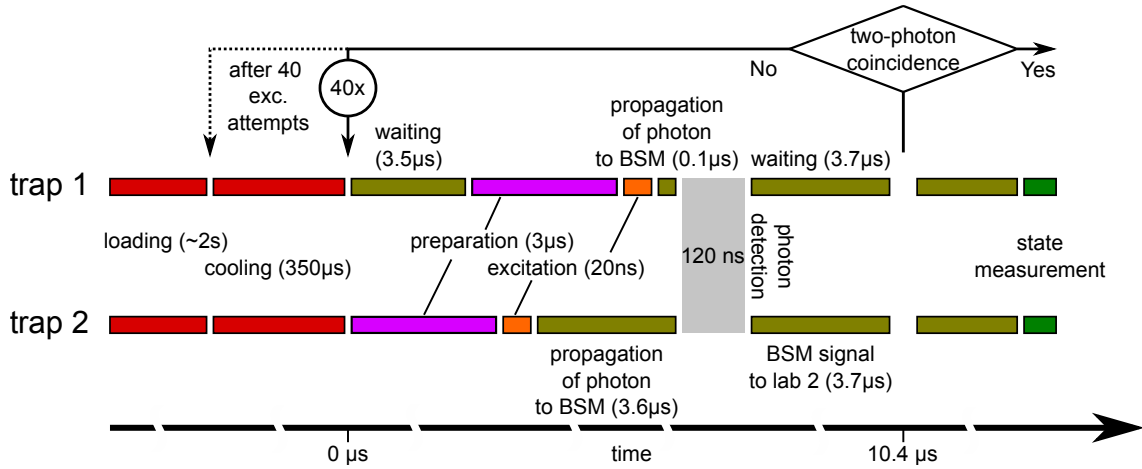 two-photon
coincidence
No
Yes
after 40
exc.
attempts
40x
waiting
(3.5µs)
propagation
of photon
to BSM (0.1µs)
waiting (3.7µs)
trap 1
loading (~2s)
cooling (350µs)
preparation (3µs)
excitation (20ns)
120 ns
photon
detection
state
measurement
trap 2
propagation
of photon
to BSM (3.6µs)
BSM signal
to lab 2 (3.7µs)
0 µs
time
10.4 µs